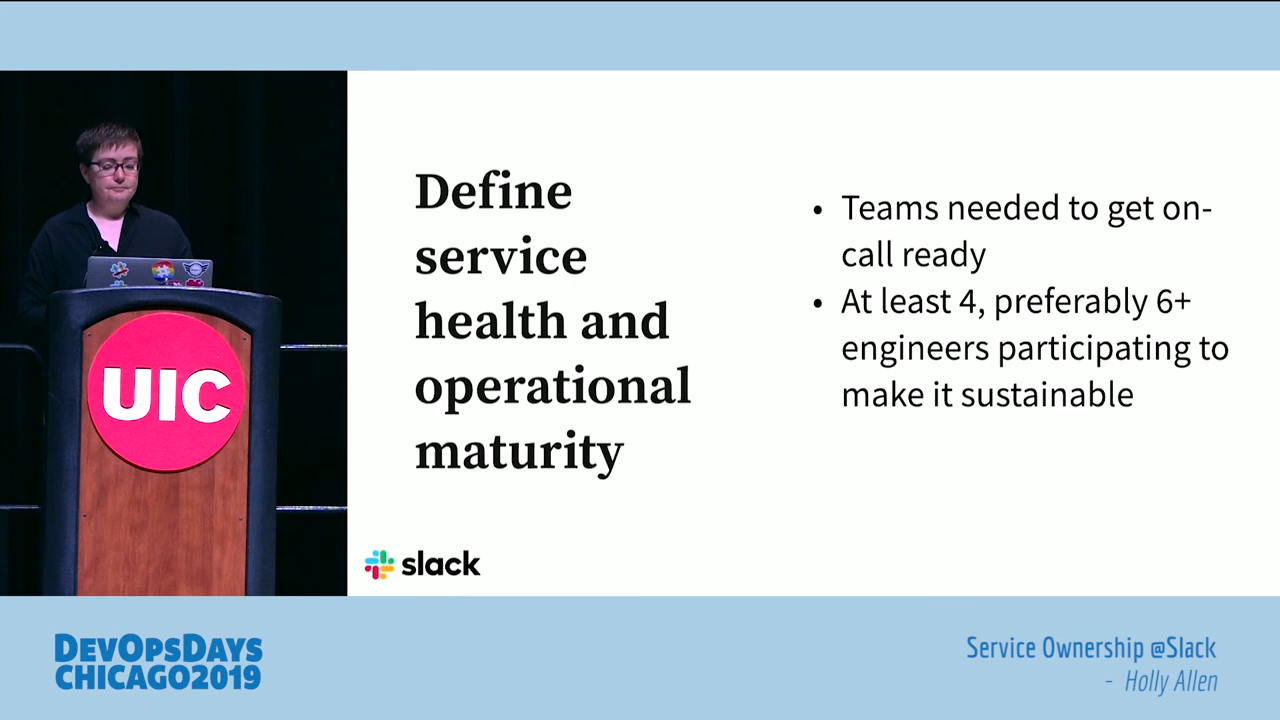 Define
service
health and
operational
maturity
• Teams needed to get on-
call ready
• At least 4, preferably 6+
engineers participating to
make it sustainable
UIC
slack
DEVOPSDAYS
CHICAGO2019
Service Ownership @Slack
- Holly Allen